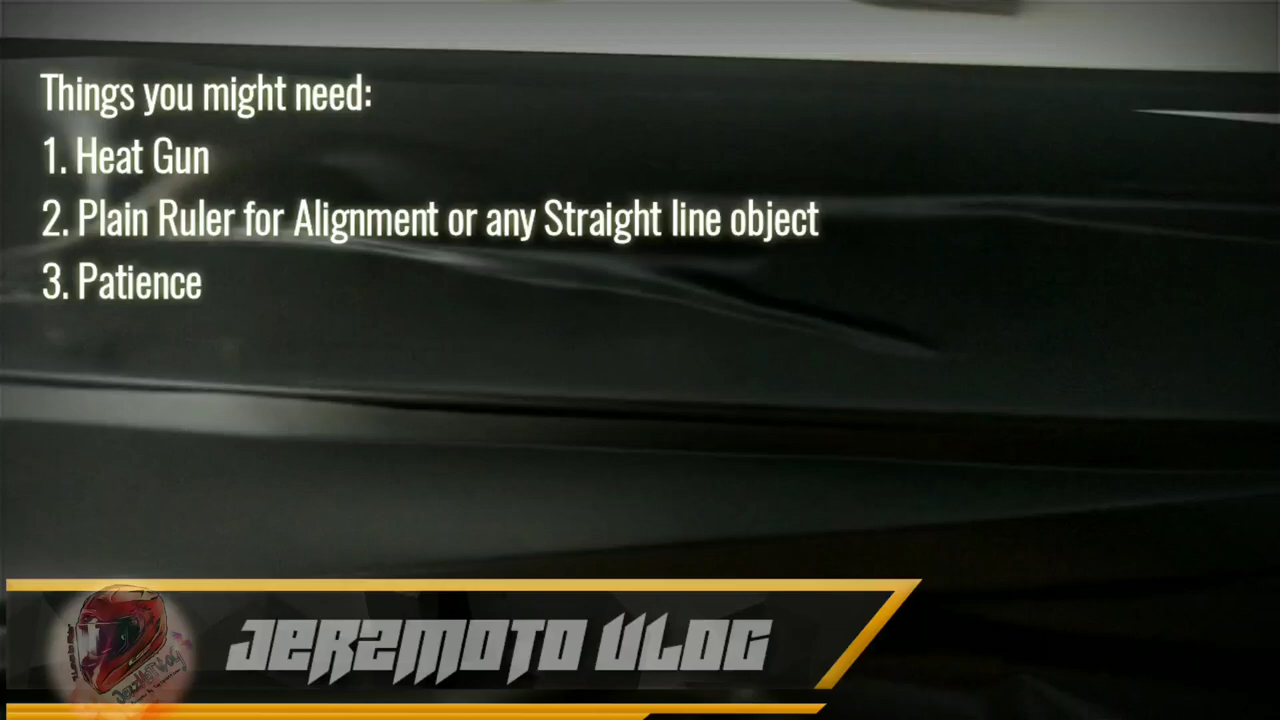 Things you might need:
1. Heat Gun
2. Plain Ruler for Alignment or any Straight line object
3. Patience
JERZMOTO VLOG